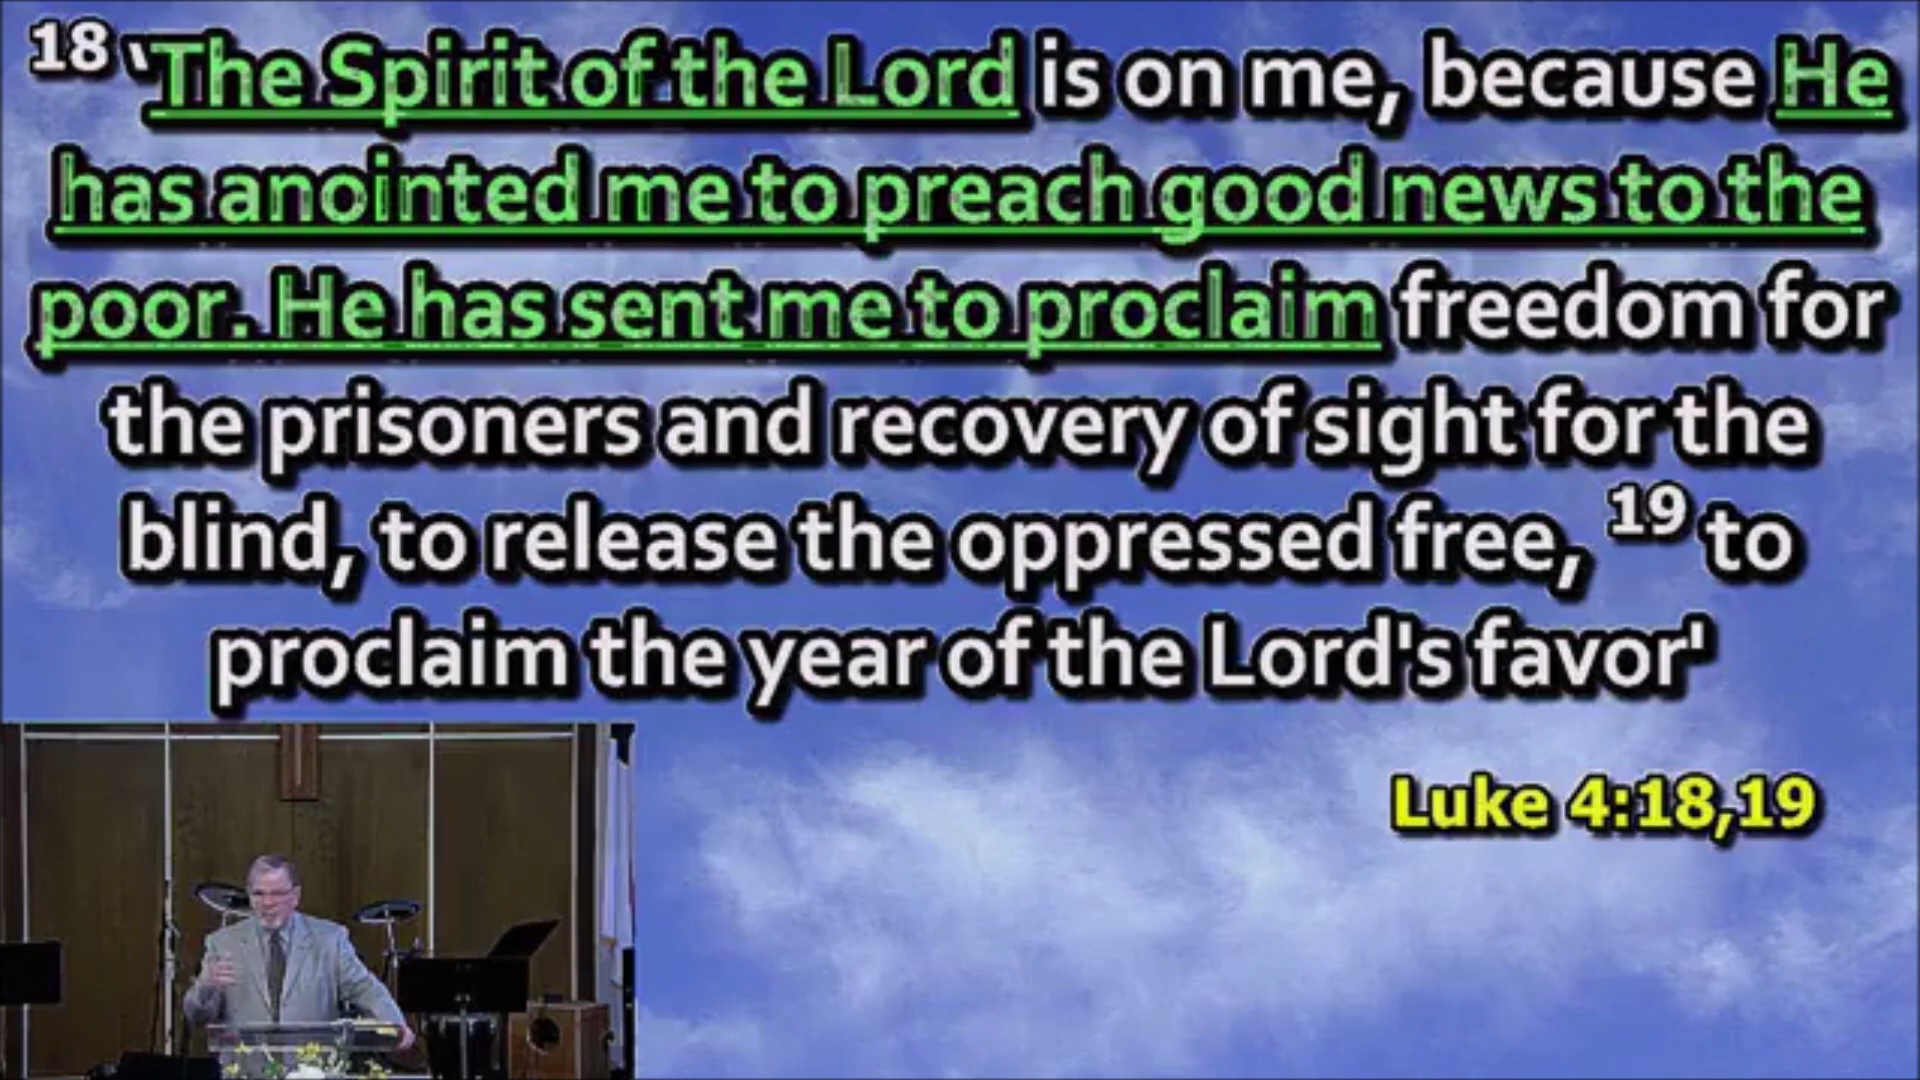 18 ‘The Spirit of the Lord is on me, because He
has anointed me to preach good news to the
poor. He has sent me to proclaim freedom for
the prisoners and recovery of sight for the
blind, to release the oppressed free, 19 to
proclaim the year of the Lord's favor'
Luke 4:18,19